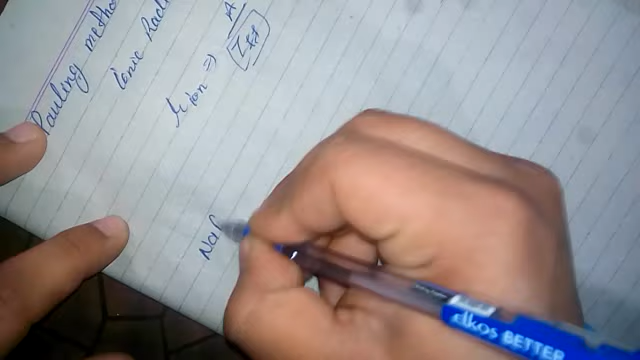 Pauling metho
ionic Radi
r ion ⇒
A
Zeff
Naf
elkos BETTER